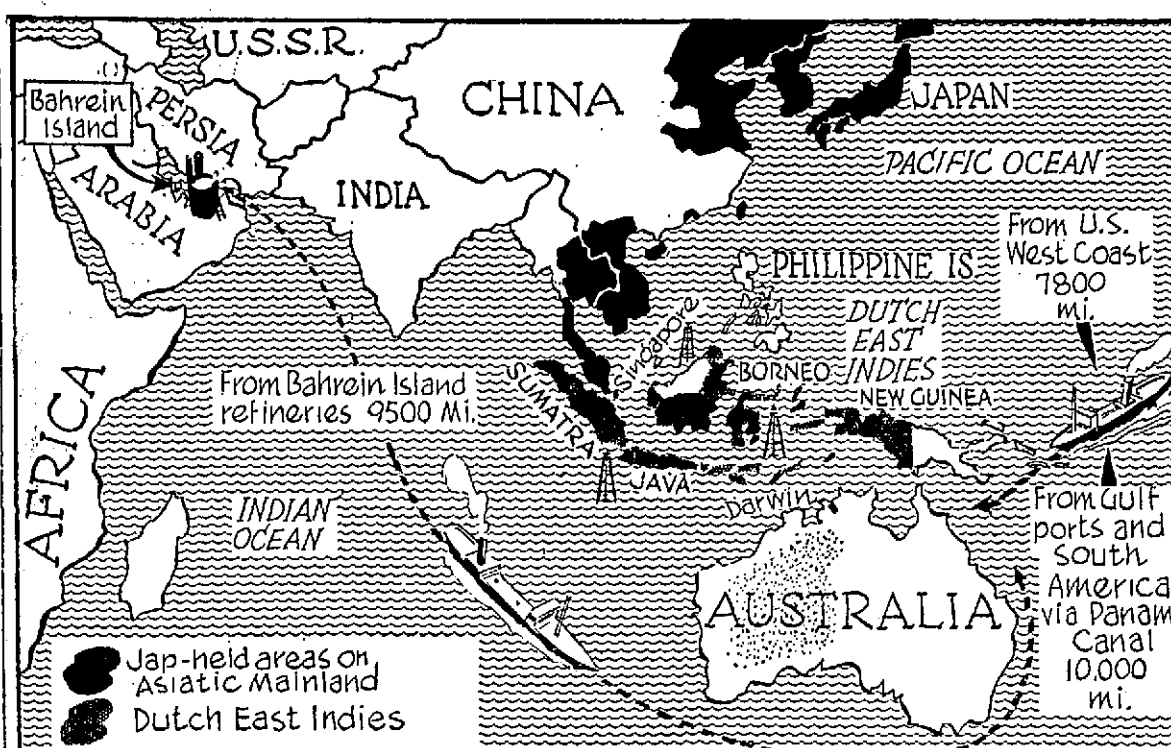 U.S.S.R.
Bahrein
Island
PERSIA
ARABIA
CHINA
JAPAN
PACIFIC OCEAN
INDIA
From U.S.
West Coast
7800
mi.
PHILIPPINE IS
DUTCH
EAST
INDIES
Singapore
BORNEO
NEW GUINEA
SUMATRA
From Bahrein Island
refineries 9500 Mi.
AFRICA
JAVA
Darwin
INDIAN
OCEAN
From Gulf
ports and
South
America
via Panam
Canal
10,000
mi.
AUSTRALIA
Jap-held areas on
Asiatic Mainland
Dutch East Indies